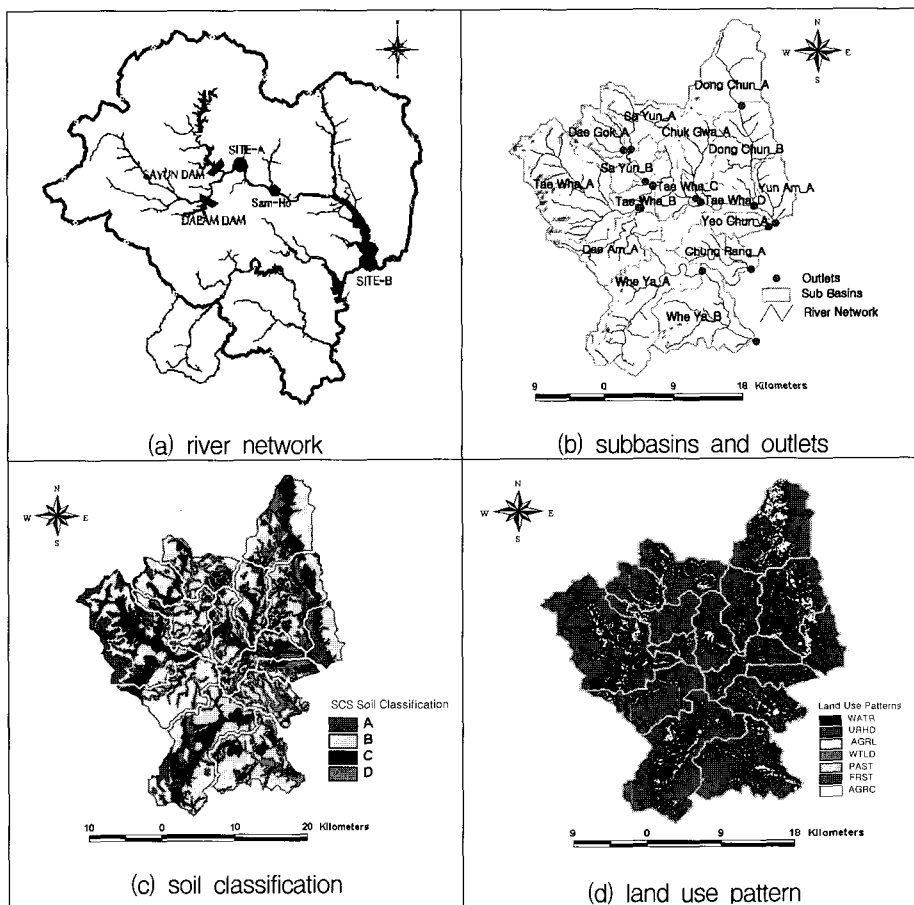 SITE-A
SAYUN DAM
Sam-Ho
DAEAM DAM
SITE-B
(a) river network
N
W E
S
Dong Chun_A
Sa Yun_A
Dae Gok_A
Chuk Gwa_A
Dong Chun_B
Sa Yun_B
Tae Wha_A
Tae Wha_C
Yun Am_A
Tae Wha_B
Tae Wha_D
Yeo Chun_A
Dae Am_A
Chung Rang_A
Whe Ya_A
Outlets
Sub Basins
Whe Ya_B
River Network
9 0 9 18 Kilometers
(b) subbasins and outlets
N
W E
S
SCS Soil Classification
A
B
C
D
10 0 10 20 Kilometers
(c) soil classification
N
W E
S
Land Use Patterns
WATR
URHD
AGRL
WTLD
PAST
FRST
AGRC
9 0 9 18 Kilometers
(d) land use pattern